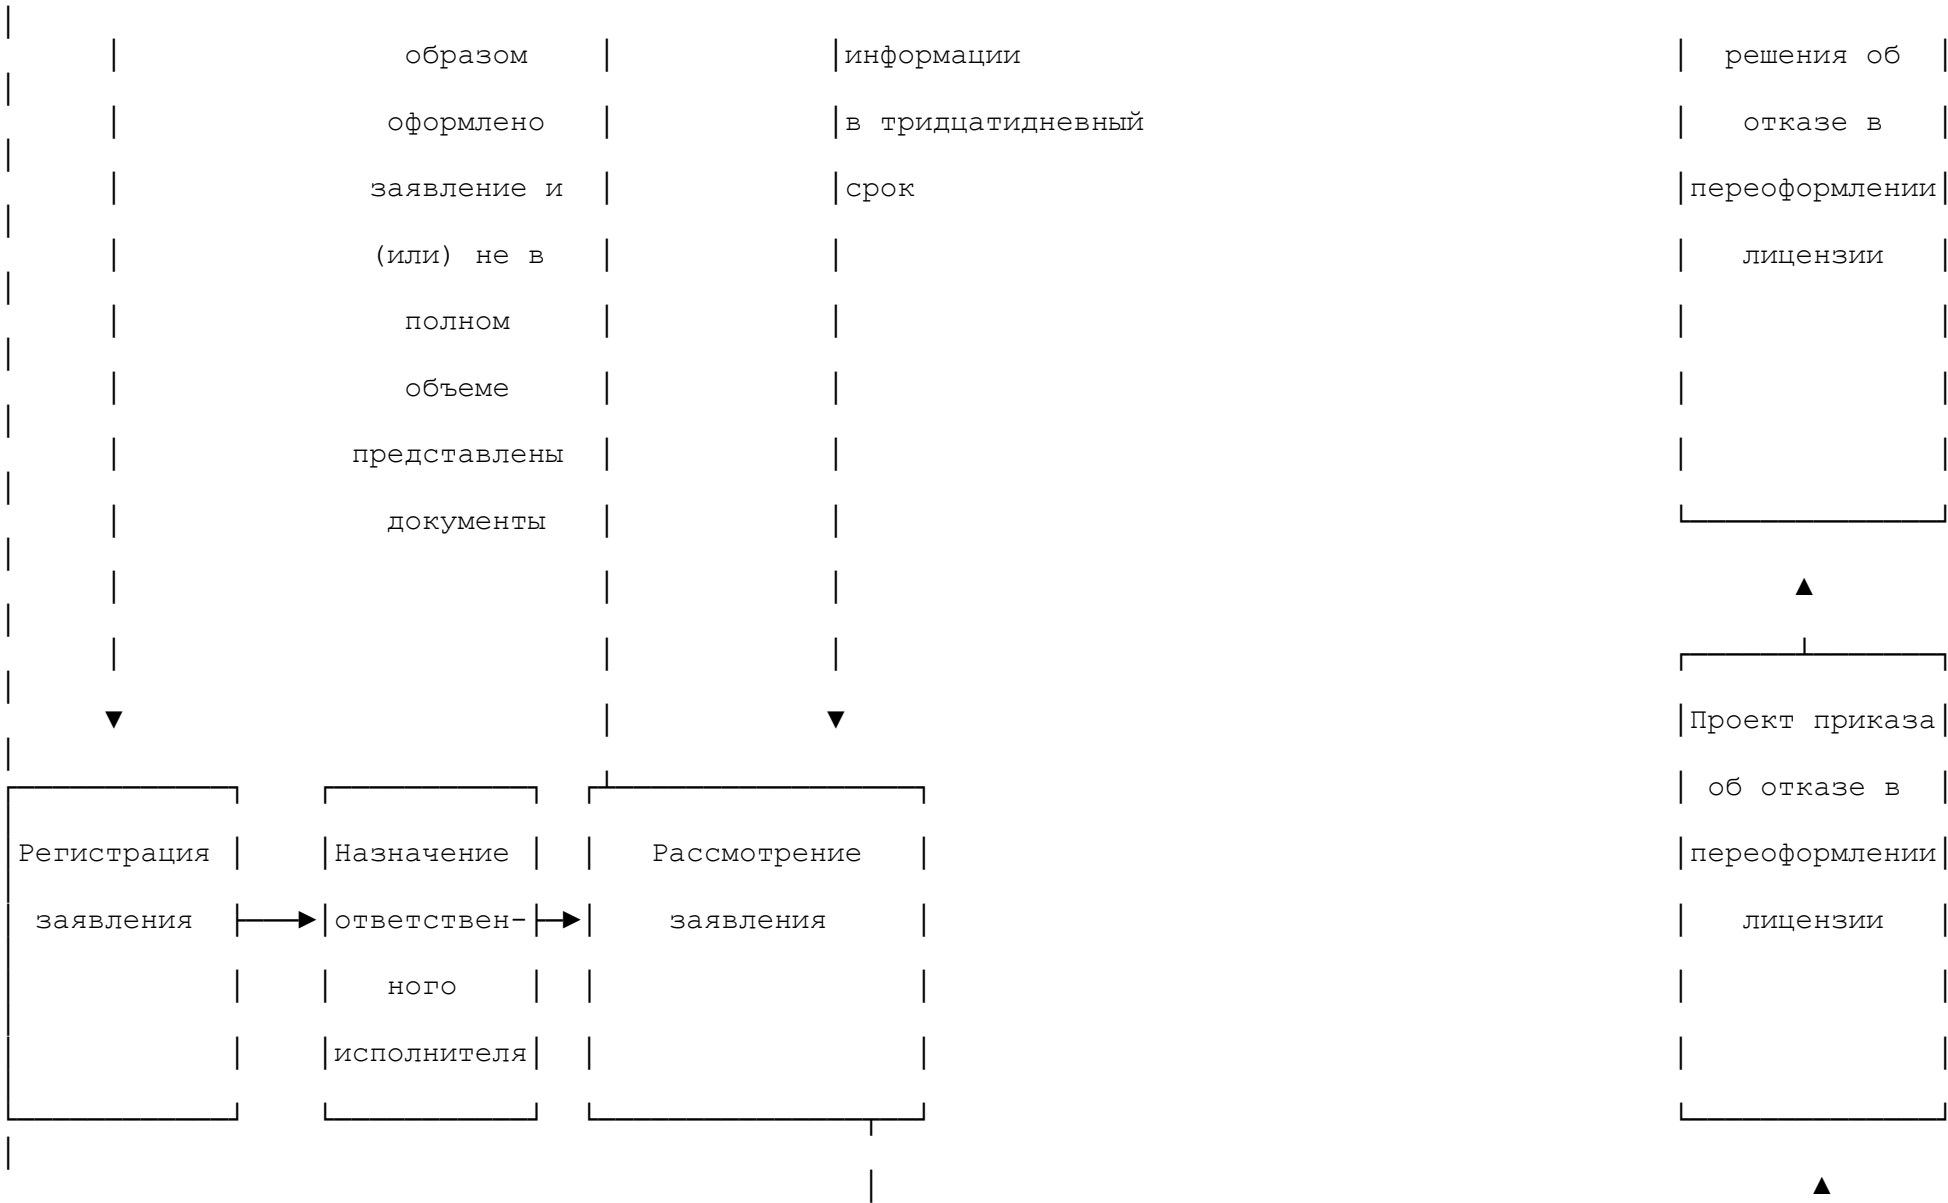 образом
оформлено
заявление и
(или) не в
полном
объеме
представлены
документы
информации
в тридцатидневный
срок
решения об
отказе в
переоформлении
лицензии
Регистрация
заявления
Назначение
ответствен-
ного
исполнителя
Рассмотрение
заявления
Проект приказа
об отказе в
переоформлении
лицензии